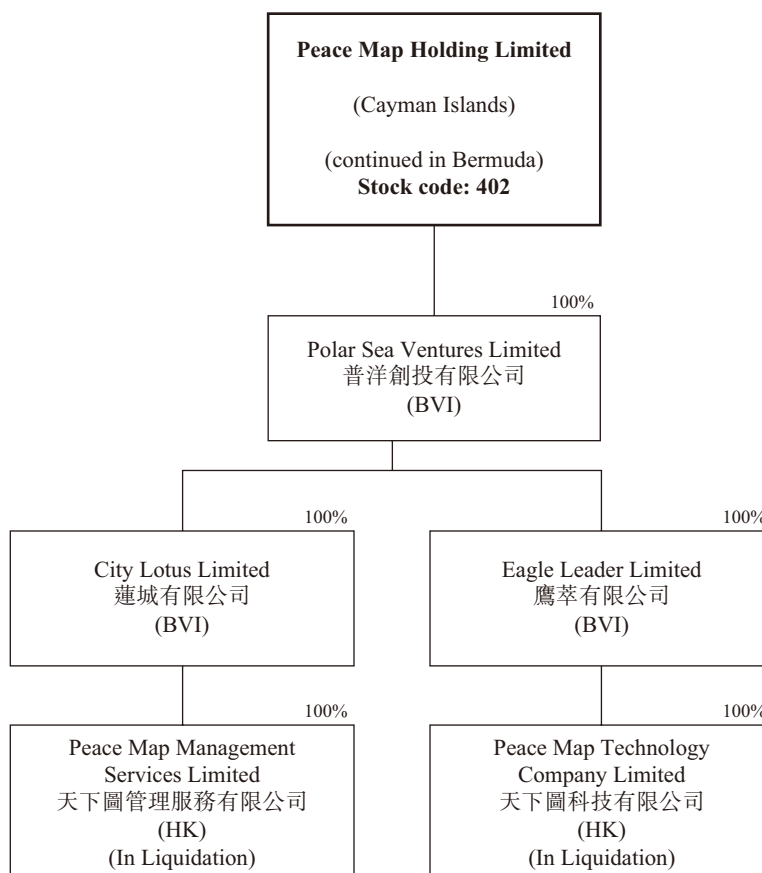 Peace Map Holding Limited
(Cayman Islands)
(continued in Bermuda)
Stock code: 402
100%
Polar Sea Ventures Limited
普洋創投有限公司
(BVI)
100%
City Lotus Limited
蓮城有限公司
(BVI)
100%
Eagle Leader Limited
鷹萃有限公司
(BVI)
100%
Peace Map Management
Services Limited
天下圖管理服務有限公司
(HK)
(In Liquidation)
100%
Peace Map Technology
Company Limited
天下圖科技有限公司
(HK)
(In Liquidation)